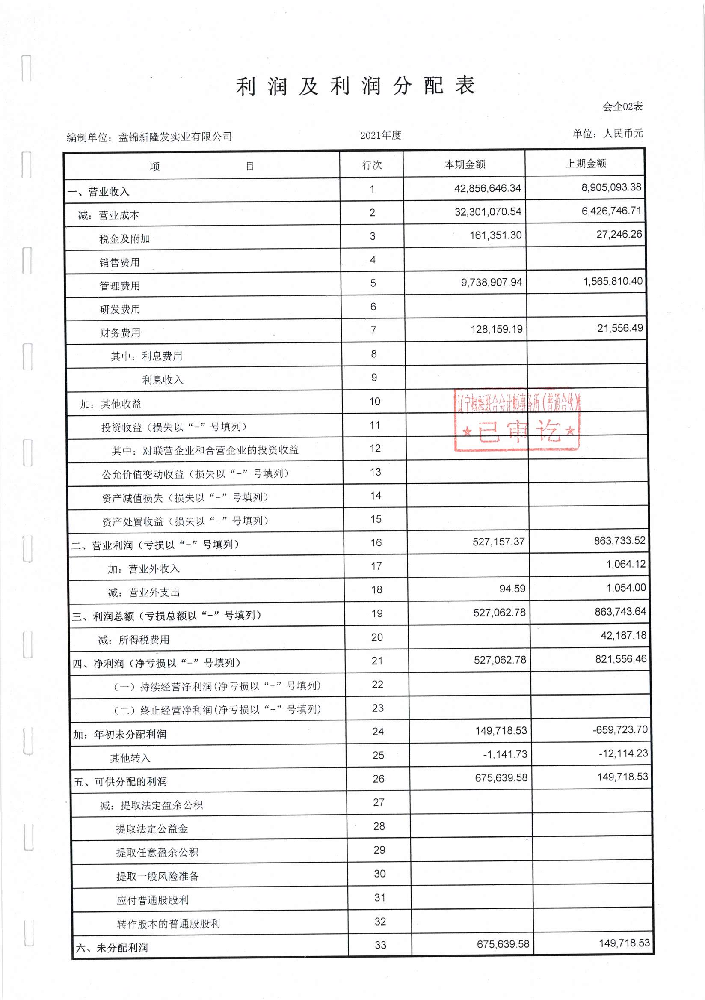 利润及利润分配表
会企02表
编制单位：盘锦新隆发实业有限公司 2021年度 单位：人民币元
项 目 行次 本期金额 上期金额
一、营业收入 1 42,856,646.34 8,905,093.38
减：营业成本 2 32,301,070.54 6,426,746.71
税金及附加 3 161,351.30 27,246.26
销售费用 4
管理费用 5 9,738,907.94 1,565,810.40
研发费用 6
财务费用 7 128,159.19 21,556.49
其中：利息费用 8
利息收入 9
加：其他收益 10
辽宁 联合会计师事务所（普通合伙）
投资收益（损失以“-”号填列） 11
★已审讫★
其中：对联营企业和合营企业的投资收益 12
公允价值变动收益（损失以“-”号填列） 13
资产减值损失（损失以“-”号填列） 14
资产处置收益（损失以“-”号填列） 15
二、营业利润（亏损以“-”号填列） 16 527,157.37 863,733.52
加：营业外收入 17 1,064.12
减：营业外支出 18 94.59 1,054.00
三、利润总额（亏损总额以“-”号填列） 19 527,062.78 863,743.64
减：所得税费用 20 42,187.18
四、净利润（净亏损以“-”号填列） 21 527,062.78 821,556.46
（一）持续经营净利润(净亏损以“-”号填列) 22
（二）终止经营净利润(净亏损以“-”号填列) 23
加：年初未分配利润 24 149,718.53 -659,723.70
其他转入 25 -1,141.73 -12,114.23
五、可供分配的利润 26 675,639.58 149,718.53
减：提取法定盈余公积 27
提取法定公益金 28
提取任意盈余公积 29
提取一般风险准备 30
应付普通股股利 31
转作股本的普通股股利 32
六、未分配利润 33 675,639.58 149,718.53